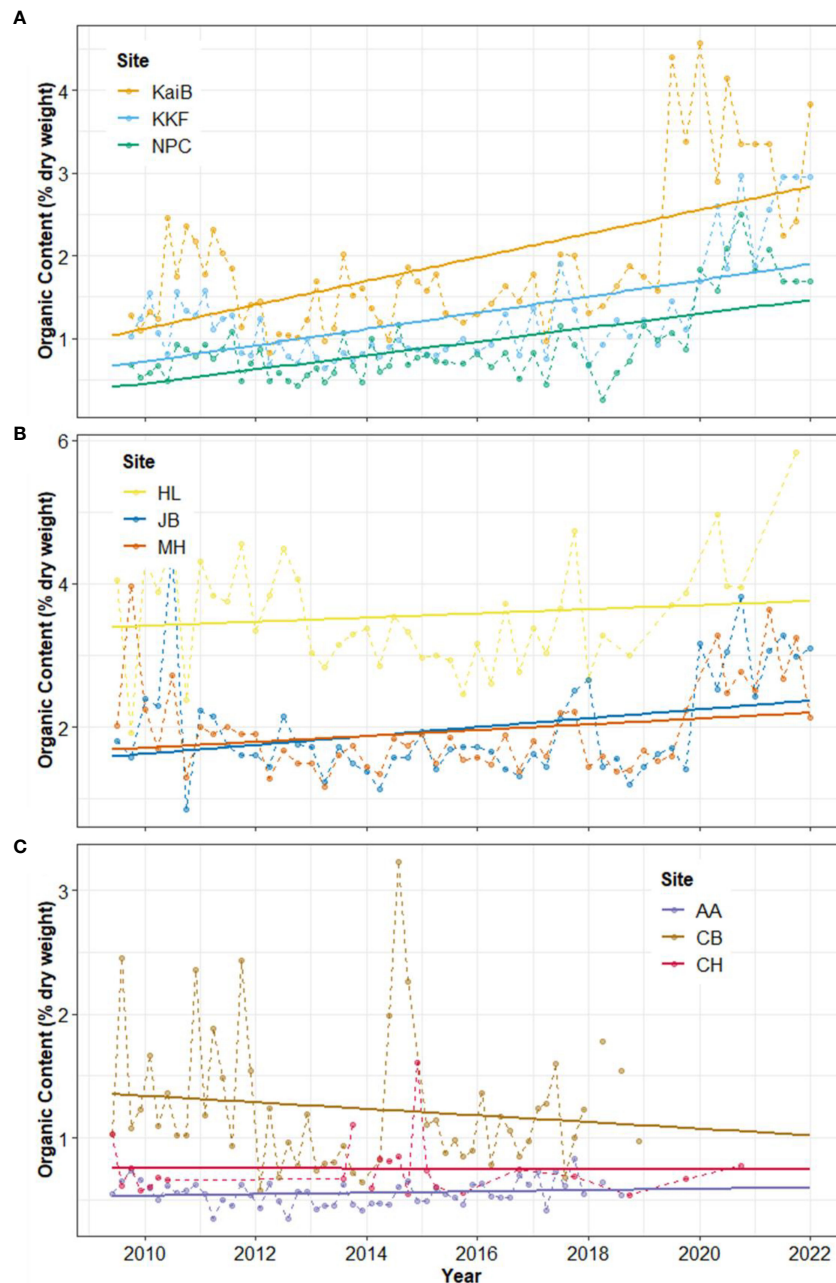 A
Site
KaiB
KKF
NPC
4
3
2
1
Organic Content (% dry weight)
B
Site
HL
JB
MH
6
4
2
Organic Content (% dry weight)
C
Site
AA
CB
CH
3
2
1
Organic Content (% dry weight)
2010 2012 2014 2016 2018 2020 2022
Year